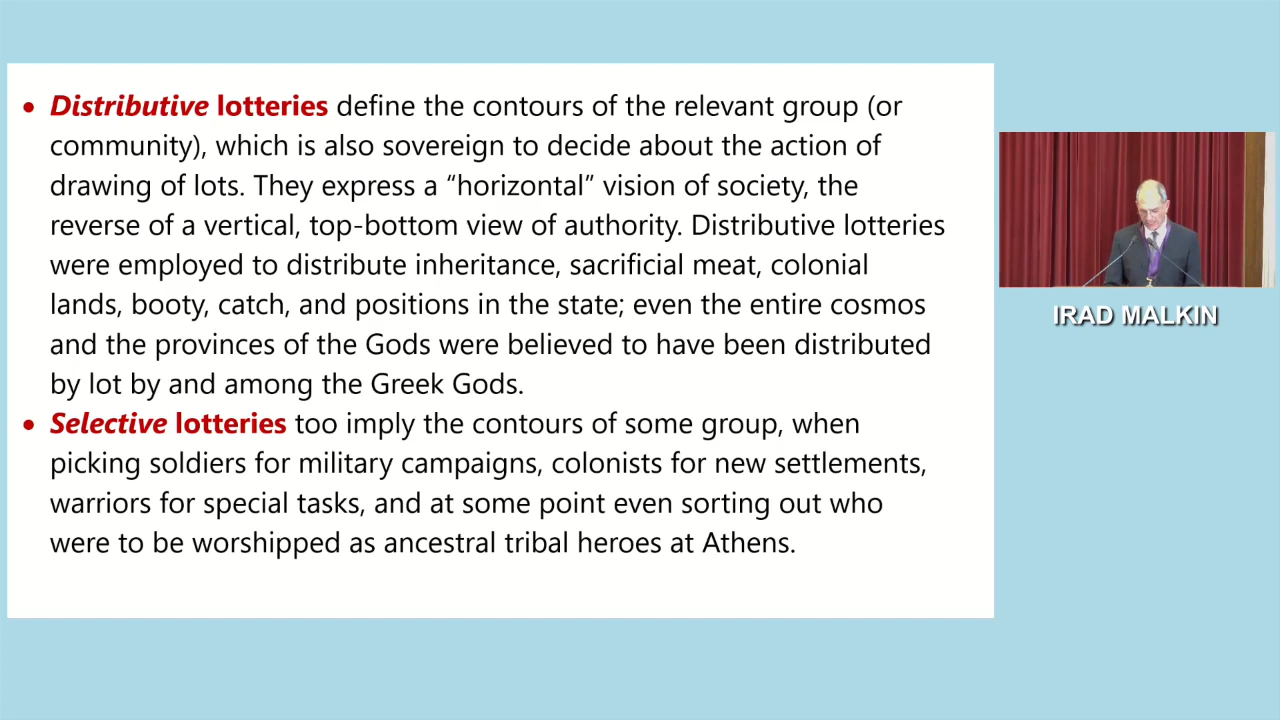 • Distributive lotteries define the contours of the relevant group (or
community), which is also sovereign to decide about the action of
drawing of lots. They express a “horizontal” vision of society, the
reverse of a vertical, top-bottom view of authority. Distributive lotteries
were employed to distribute inheritance, sacrificial meat, colonial
lands, booty, catch, and positions in the state; even the entire cosmos
and the provinces of the Gods were believed to have been distributed
by lot by and among the Greek Gods.
• Selective lotteries too imply the contours of some group, when
picking soldiers for military campaigns, colonists for new settlements,
warriors for special tasks, and at some point even sorting out who
were to be worshipped as ancestral tribal heroes at Athens.
IRAD MALKIN